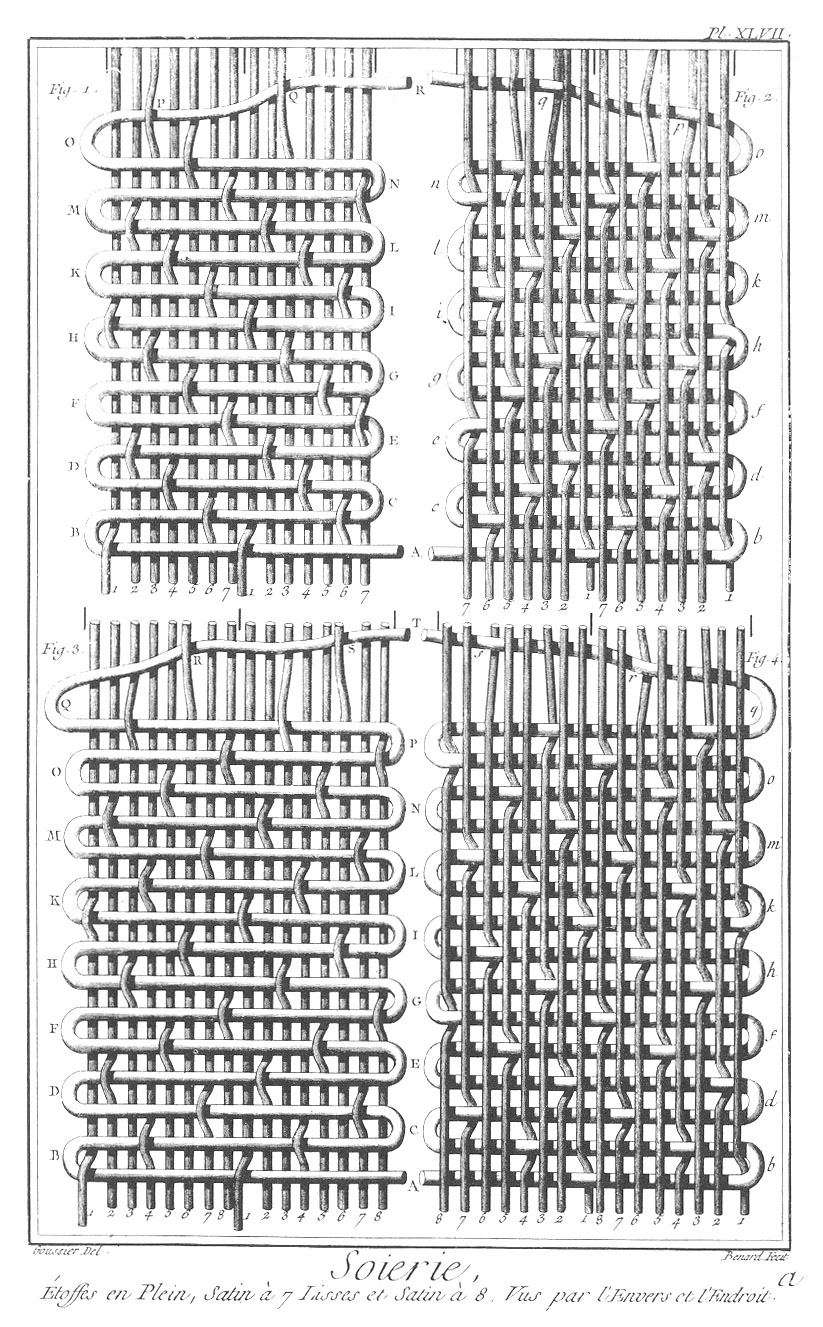 Pl. XLVII.
Fig. 1.
P
Q
R
q
p
Fig. 2.
O
o
N
n
M
m
L
l
K
k
I
i
H
h
G
g
F
f
E
e
D
d
C
c
B
b
A
1 2 3 4 5 6 7 1 2 3 4 5 6 7
7 6 5 4 3 2 1 7 6 5 4 3 2 1
Fig. 3.
R
S
T
s
r
Fig. 4.
Q
q
P
O
o
N
M
m
L
K
k
I
H
h
G
F
f
E
D
d
C
B
b
A
1 2 3 4 5 6 7 8 1 2 3 4 5 6 7 8
8 7 6 5 4 3 2 1 8 7 6 5 4 3 2 1
Goussier Del.
Benard Fecit
Soierie,
a
Étoffes en Plein, Satin à 7 Lisses et Satin à 8. Vus par l'Envers et l'Endroit.